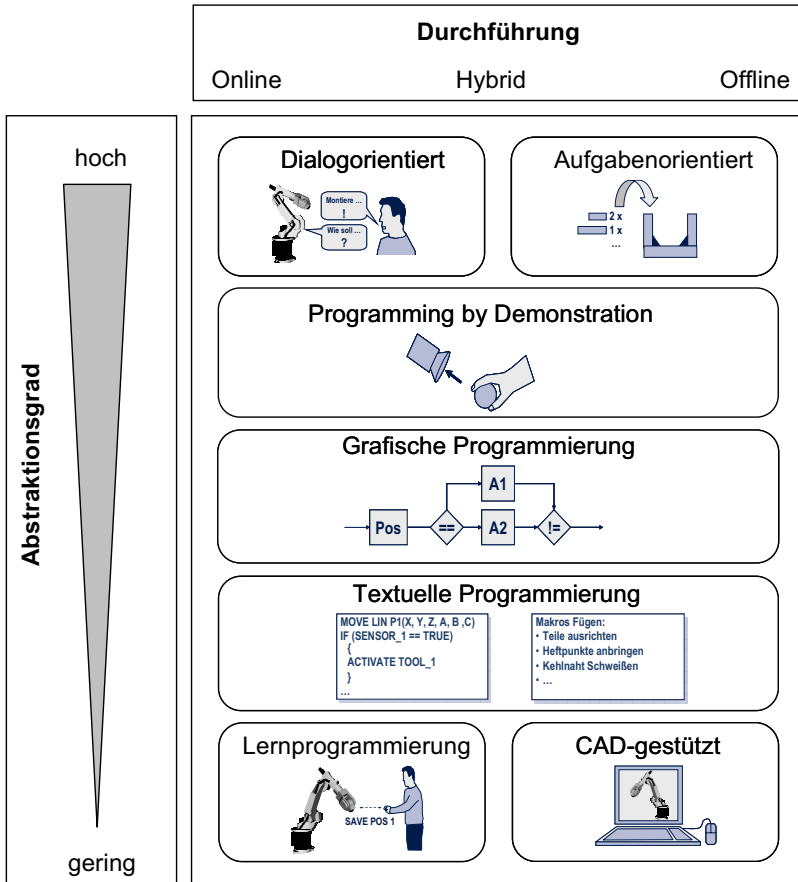 Durchführung
Online Hybrid Offline
Abstraktionsgrad
hoch
gering
Dialogorientiert
Montiere ...
!
Wie soll ...
?
Aufgabenorientiert
2 x
1 x
...
Programming by Demonstration
Grafische Programmierung
A1
Pos == A2 !=
Textuelle Programmierung
MOVE LIN P1(X, Y, Z, A, B ,C)
IF (SENSOR_1 == TRUE)
{
ACTIVATE TOOL_1
}
...
Makros Fügen:
• Teile ausrichten
• Heftpunkte anbringen
• Kehlnaht Schweißen
• ...
Lernprogrammierung
SAVE POS 1
CAD-gestützt